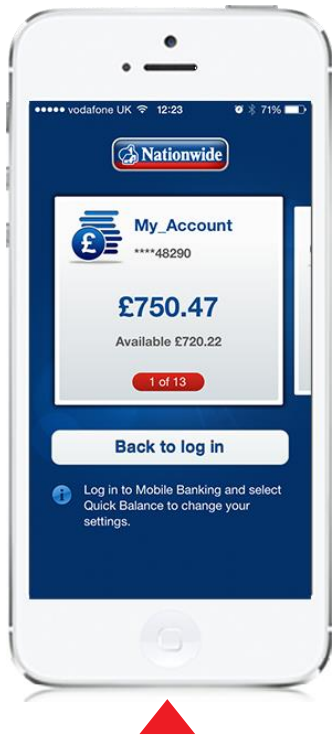 vodafone UK 12:23 71%
Nationwide
My_Account
****48290
£
£750.47
Available £720.22
1 of 13
Back to log in
Log in to Mobile Banking and select
Quick Balance to change your
settings.